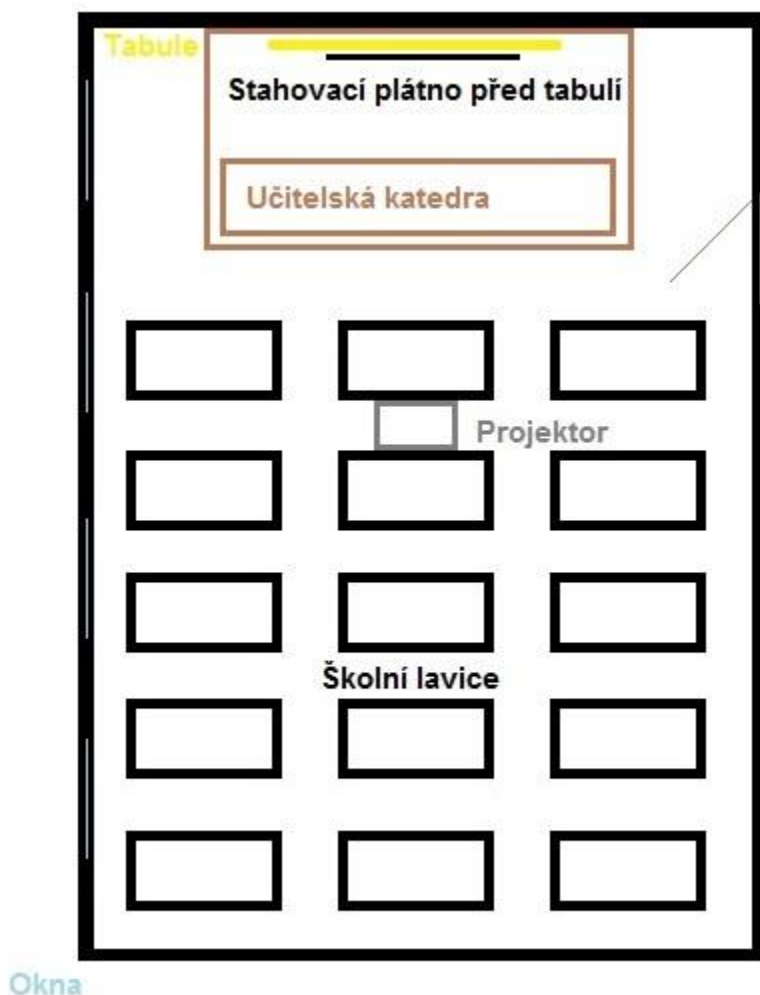 Tabule
Stahovací plátno před tabulí
Učitelská katedra
Projektor
Školní lavice
Okna